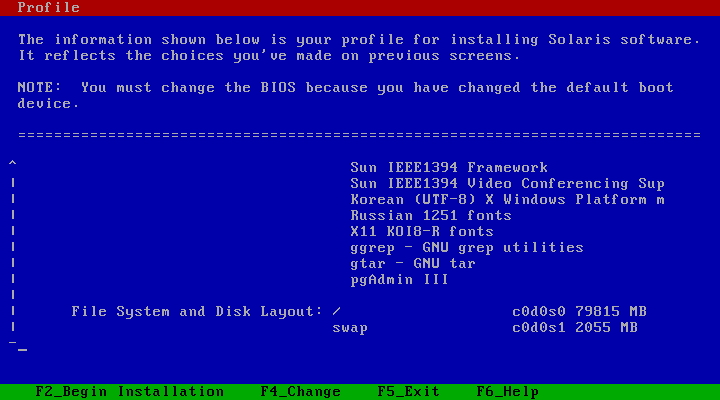 Profile
The information shown below is your profile for installing Solaris software.
It reflects the choices you've made on previous screens.
NOTE:  You must change the BIOS because you have changed the default boot
device.
============================================================================
Sun IEEE1394 Framework
Sun IEEE1394 Video Conferencing Sup
Korean (UTF-8) X Windows Platform m
Russian 1251 fonts
X11 KOI8-R fonts
ggrep - GNU grep utilities
gtar - GNU tar
pgAdmin III
File System and Disk Layout: / c0d0s0 79815 MB
swap c0d0s1 2055 MB
F2_Begin Installation F4_Change F5_Exit F6_Help